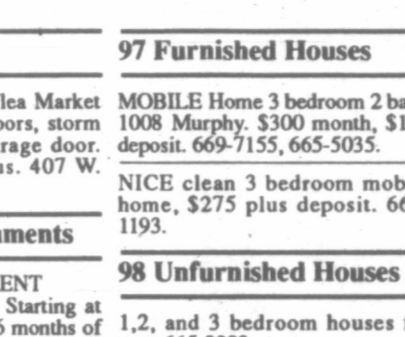 lea Market
oors, storm
rage door.
us. 407 W.
ments
ENT
Starting at
months of
97 Furnished Houses
MOBILE Home 3 bedroom 2 ba
1008 Murphy. $300 month, $1
deposit. 669-7155, 665-5035.
NICE clean 3 bedroom mob
home, $275 plus deposit. 66
1193.
98 Unfurnished Houses
1,2, and 3 bedroom houses